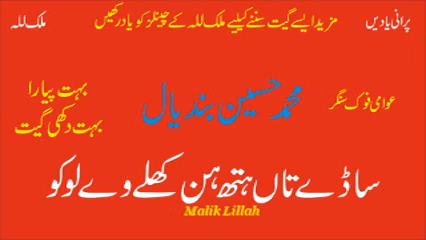 پرانی یادیں
مزید ایسے گیت سننے کیلیے ملک للہ کے چینلز کو یاد رکھیں
ملک للہ
بہت پیارا
بہت دکھی گیت
محمد حسین بندیال
عوامی فوک سنگر
ساڈے تاں ہتھ ہن کھلے وے لوکو
Malik Lillah